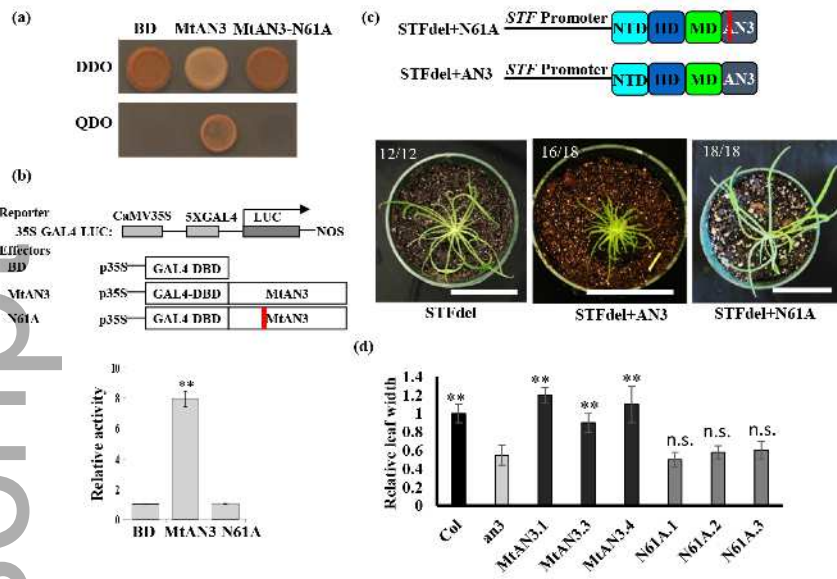 (a)
BD MtAN3 MtAN3-N61A
DDO
QDO
(b)
Reporter
CaMV35S 5XGAL4 LUC
35S GAL4 LUC: NOS
Effectors
BD p35S GAL4 DBD
MtAN3 p35S GAL4-DBD MtAN3
N61A p35S GAL4 DBD MtAN3
Relative activity
10
8
6
4
2
0
**
BD MtAN3 N61A
(c)
STFdel+N61A STF Promoter NTD HD MD AN3
STFdel+AN3 STF Promoter NTD HD MD AN3
12/12 16/18 18/18
STFdel STFdel+AN3 STFdel+N61A
(d)
Relative leaf width
1.4
1.2
1
0.8
0.6
0.4
0.2
0
** ** ** ** n.s. n.s. n.s.
Col an3 MtAN3.1 MtAN3.3 MtAN3.4 N61A.1 N61A.2 N61A.3